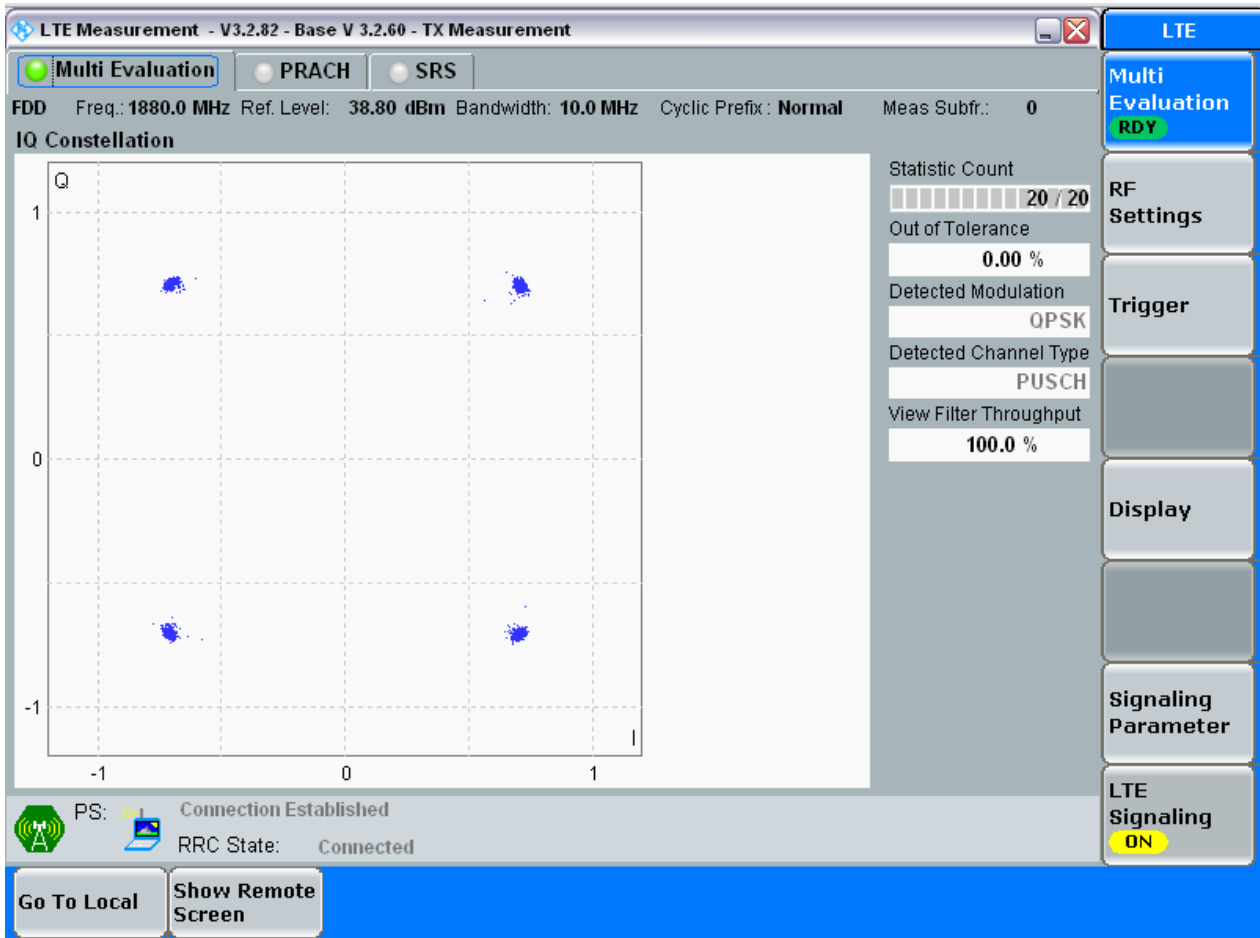 LTE Measurement - V3.2.82 - Base V 3.2.60 - TX Measurement
LTE
Multi Evaluation PRACH SRS
FDD Freq.: 1880.0 MHz Ref. Level: 38.80 dBm Bandwidth: 10.0 MHz Cyclic Prefix : Normal Meas Subfr.: 0
IQ Constellation
Q
1
0
-1
I
-1 0 1
Statistic Count
20 / 20
Out of Tolerance
0.00 %
Detected Modulation
QPSK
Detected Channel Type
PUSCH
View Filter Throughput
100.0 %
Multi
Evaluation
RDY
RF
Settings
Trigger
Display
Signaling
Parameter
LTE
Signaling
ON
PS: Connection Established
RRC State: Connected
Go To Local
Show Remote
Screen